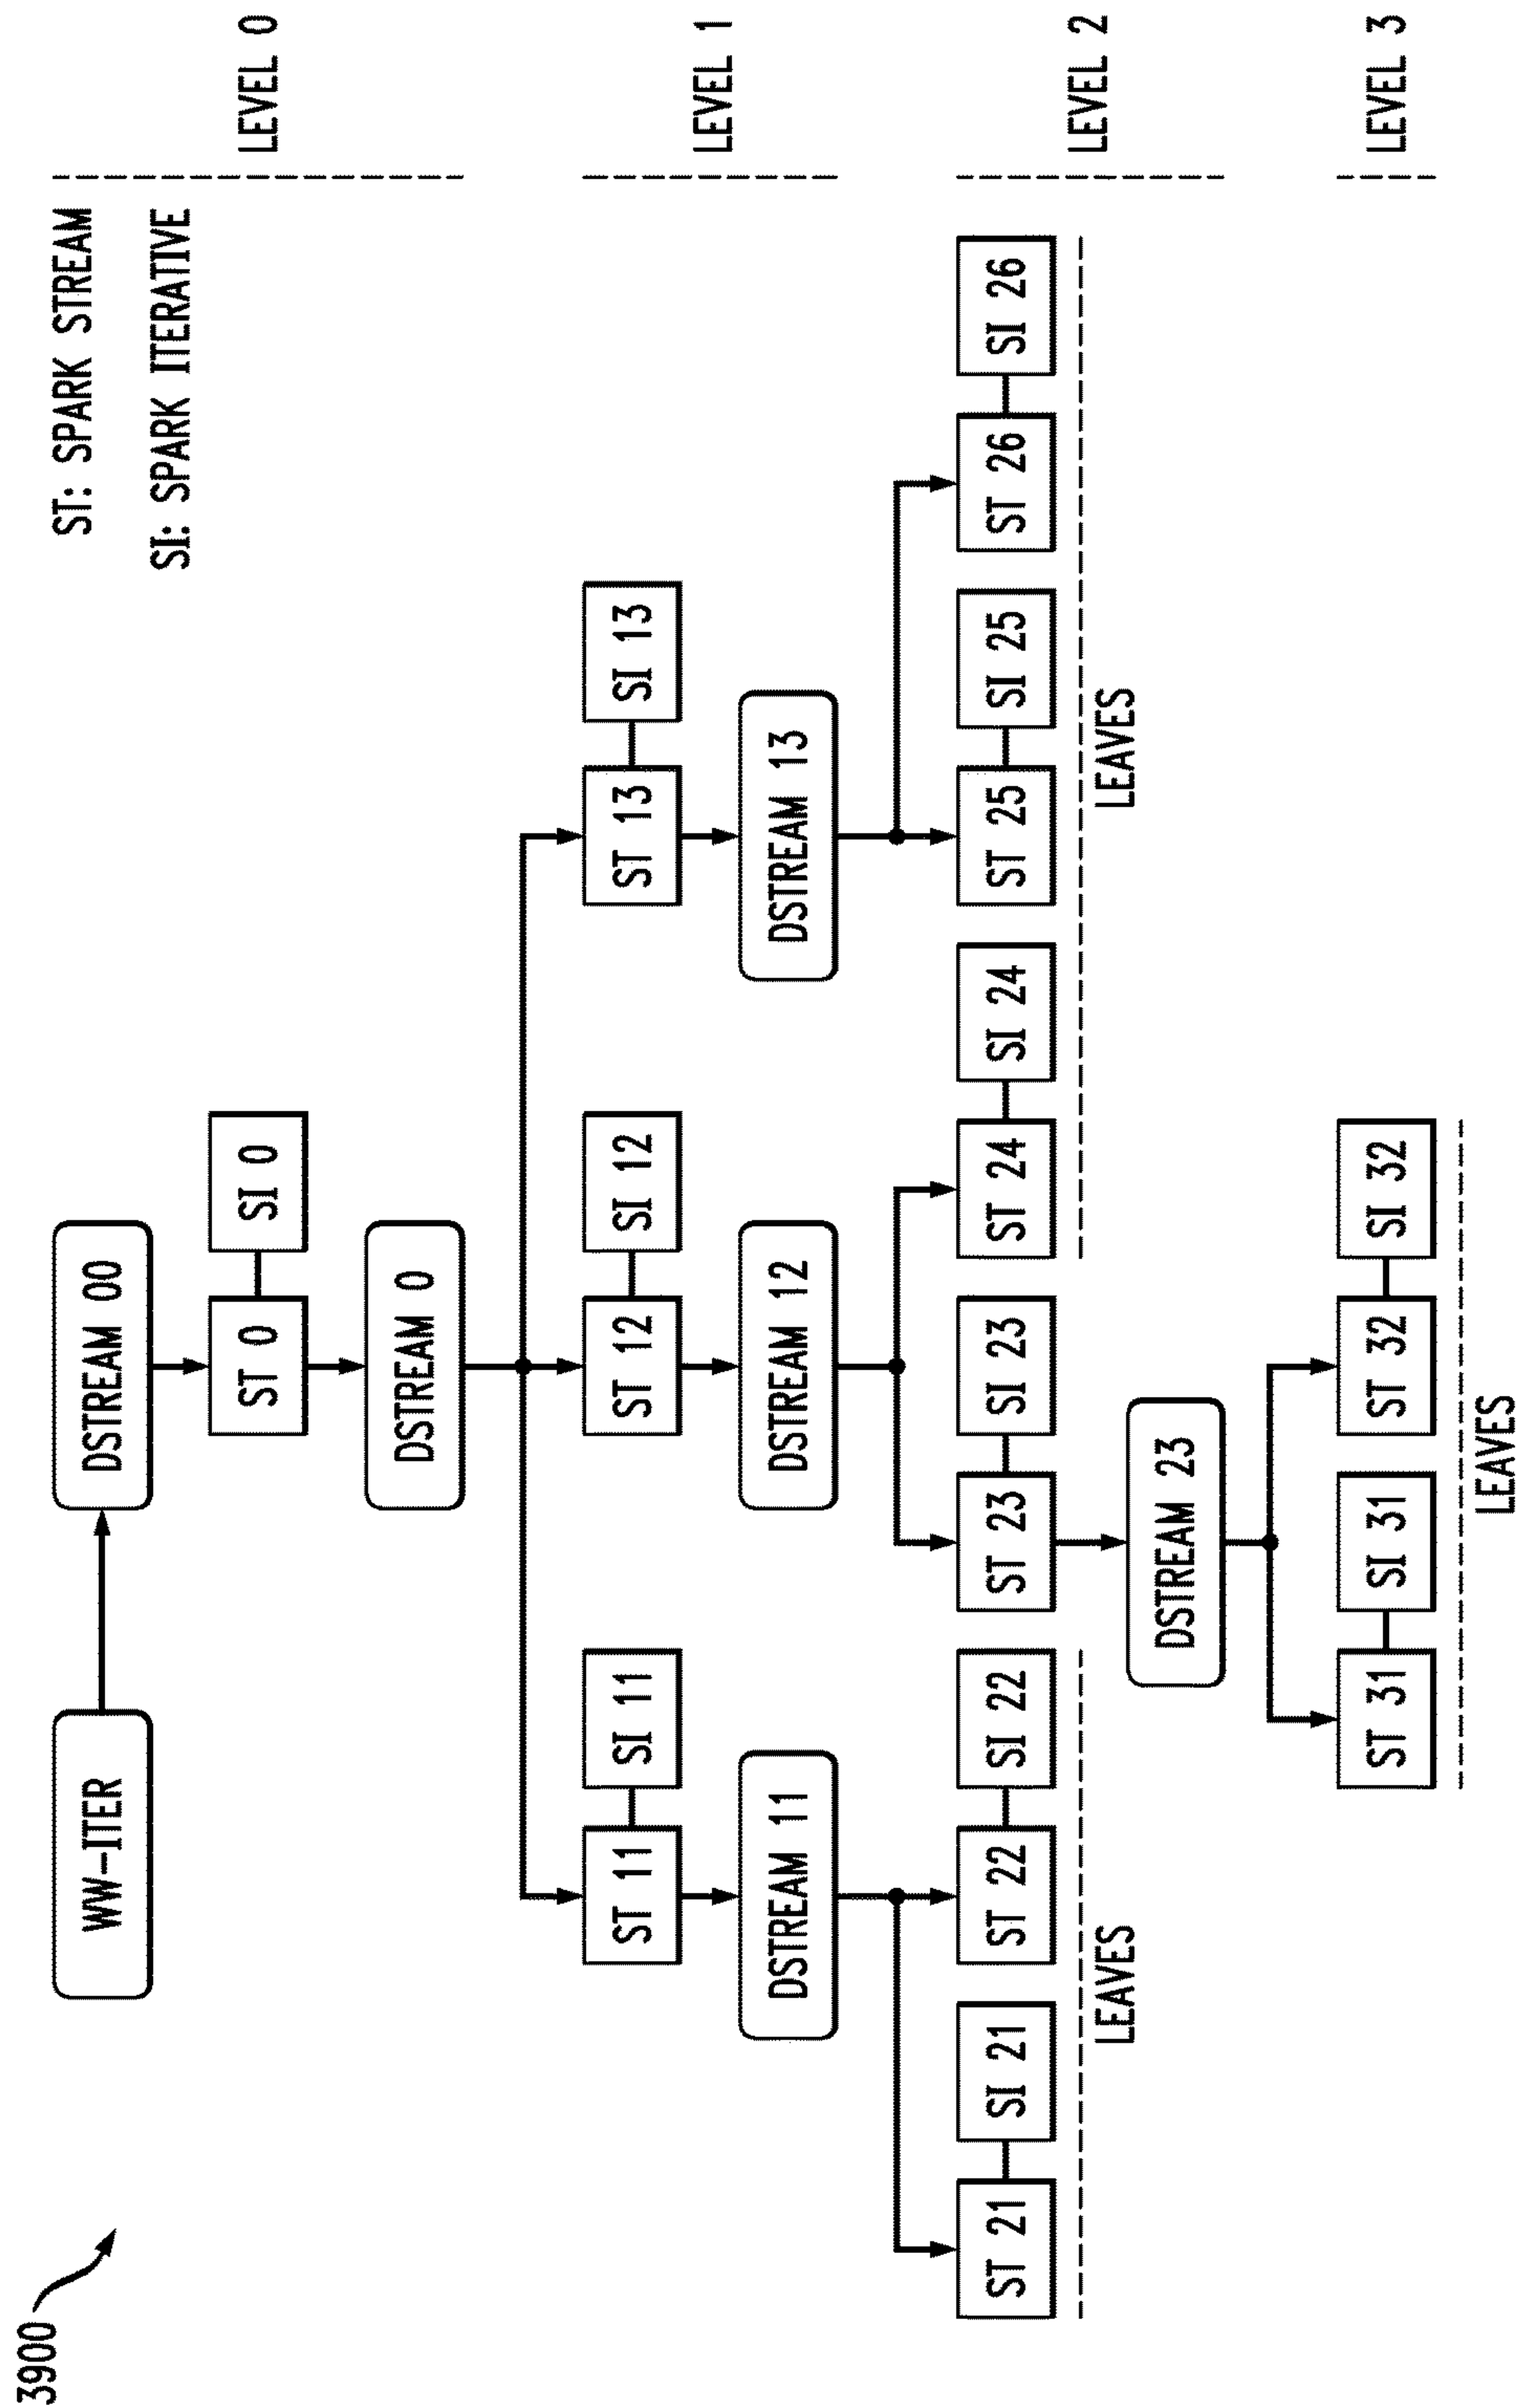 3900
ST: SPARK STREAM
SI: SPARK ITERATIVE
WW-ITER
DSTREAM 00
ST 0
SI 0
LEVEL 0
DSTREAM 0
ST 11
SI 11
ST 12
SI 12
ST 13
SI 13
LEVEL 1
DSTREAM 11
DSTREAM 12
DSTREAM 13
ST 21
SI 21
ST 22
SI 22
ST 23
SI 23
ST 24
SI 24
ST 25
SI 25
ST 26
SI 26
LEVEL 2
LEAVES
LEAVES
DSTREAM 23
ST 31
SI 31
ST 32
SI 32
LEVEL 3
LEAVES